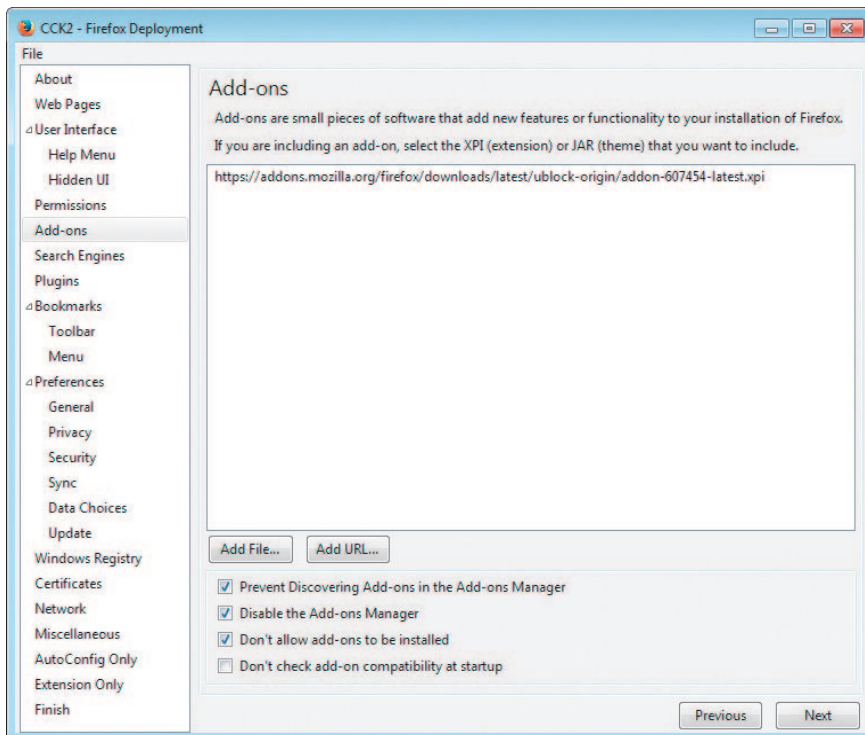 CCK2 - Firefox Deployment
File
About
Web Pages
User Interface
Help Menu
Hidden UI
Permissions
Add-ons
Search Engines
Plugins
Bookmarks
Toolbar
Menu
Preferences
General
Privacy
Security
Sync
Data Choices
Update
Windows Registry
Certificates
Network
Miscellaneous
AutoConfig Only
Extension Only
Finish
Add-ons
Add-ons are small pieces of software that add new features or functionality to your installation of Firefox.
If you are including an add-on, select the XPI (extension) or JAR (theme) that you want to include.
https://addons.mozilla.org/firefox/downloads/latest/ublock-origin/addon-607454-latest.xpi
Add File...
Add URL...
Prevent Discovering Add-ons in the Add-ons Manager
Disable the Add-ons Manager
Don't allow add-ons to be installed
Don't check add-on compatibility at startup
Previous
Next